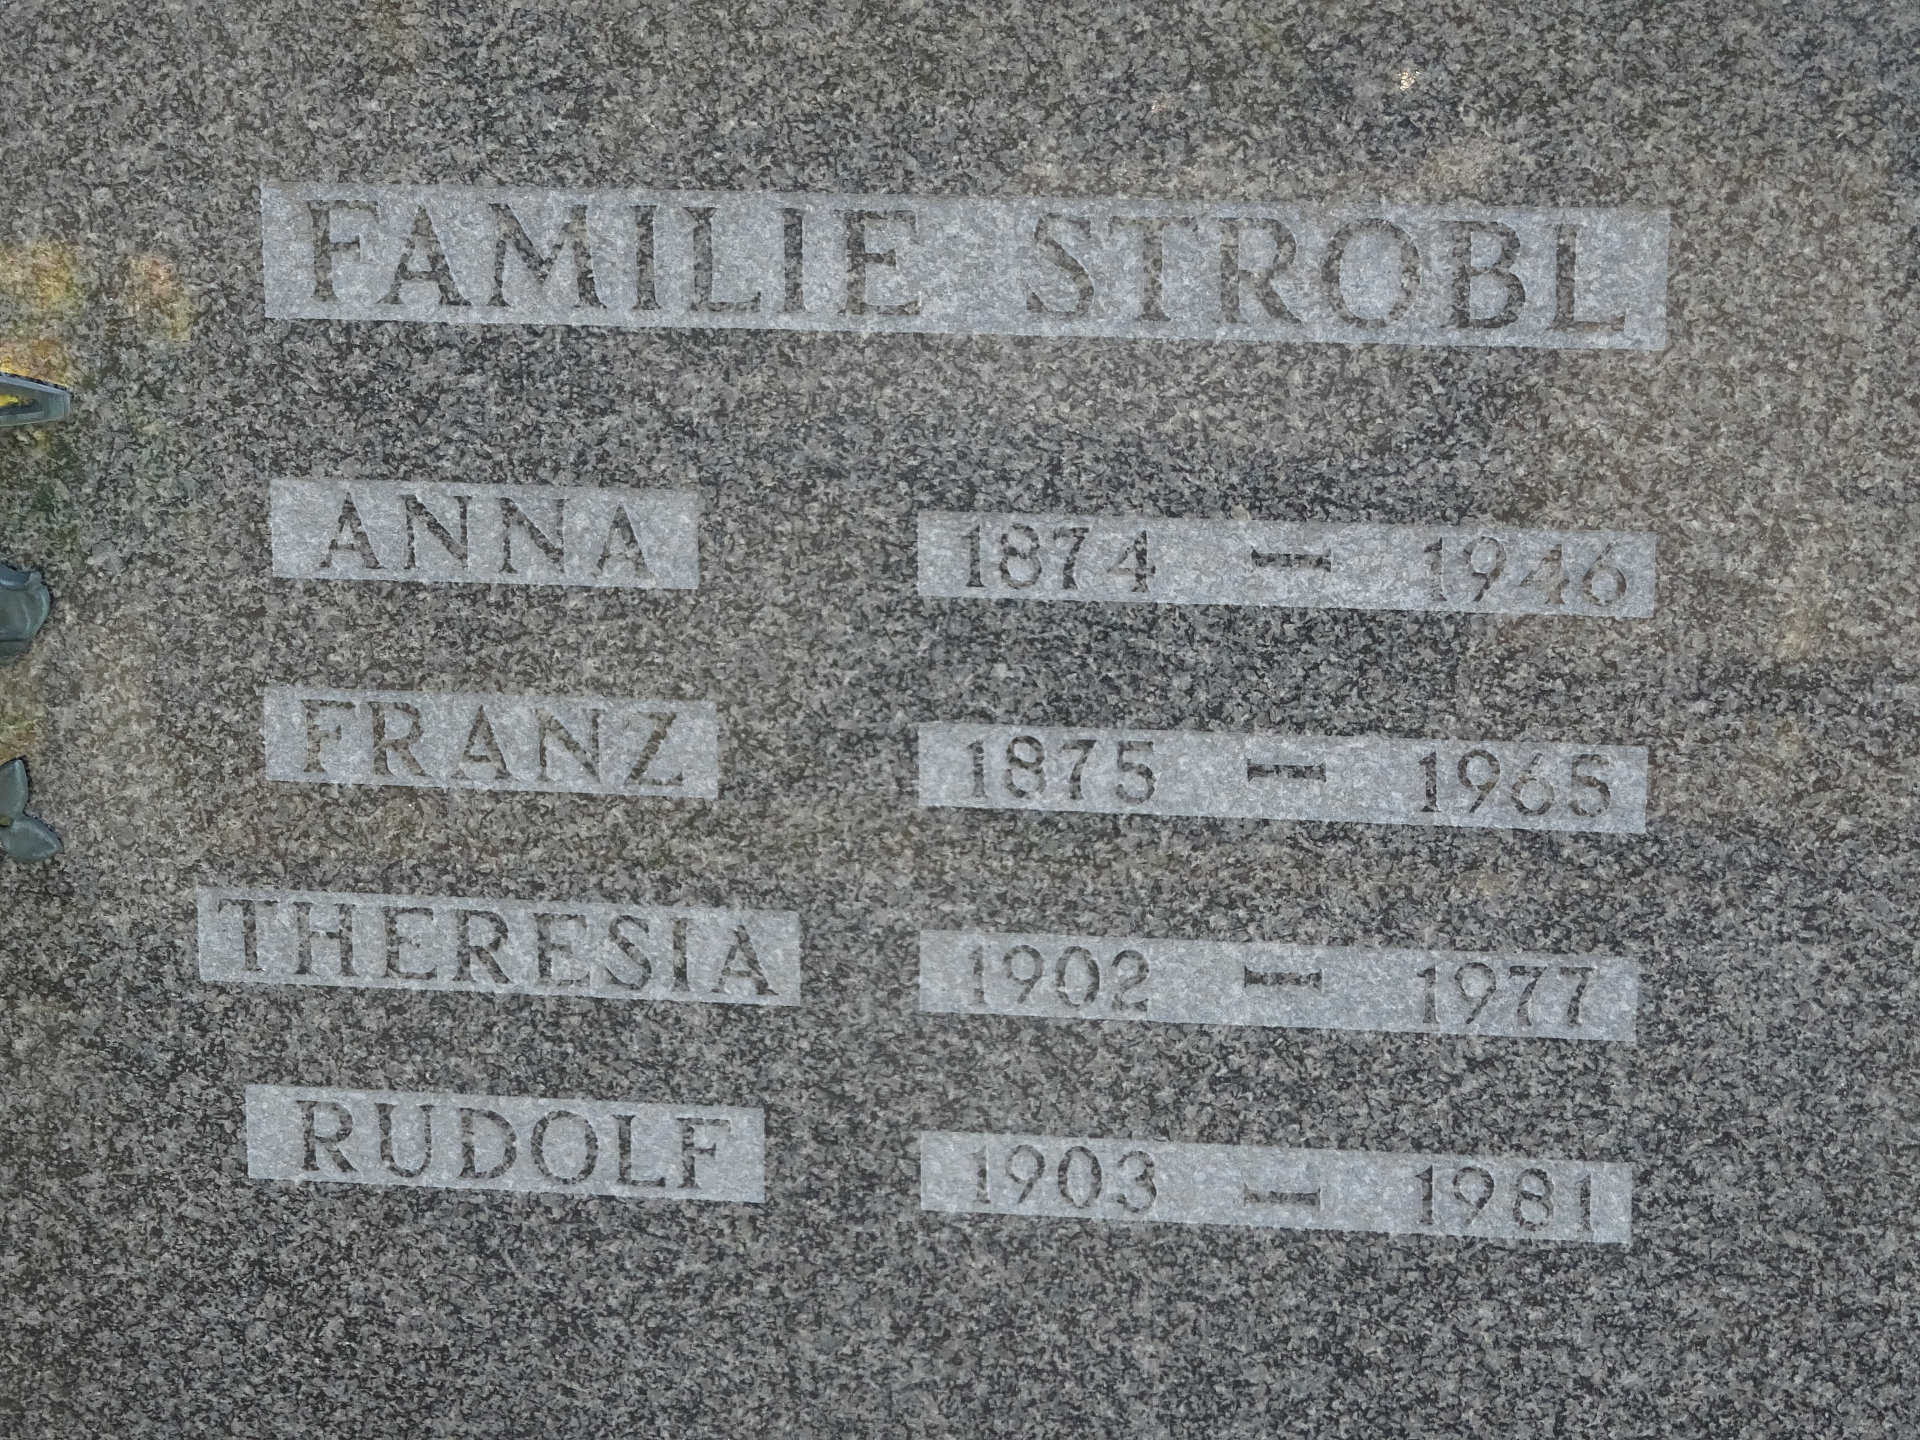 FAMILIE STROBL
ANNA 1874 – 1946
FRANZ 1875 – 1965
THERESIA 1902 – 1977
RUDOLF 1903 – 1981